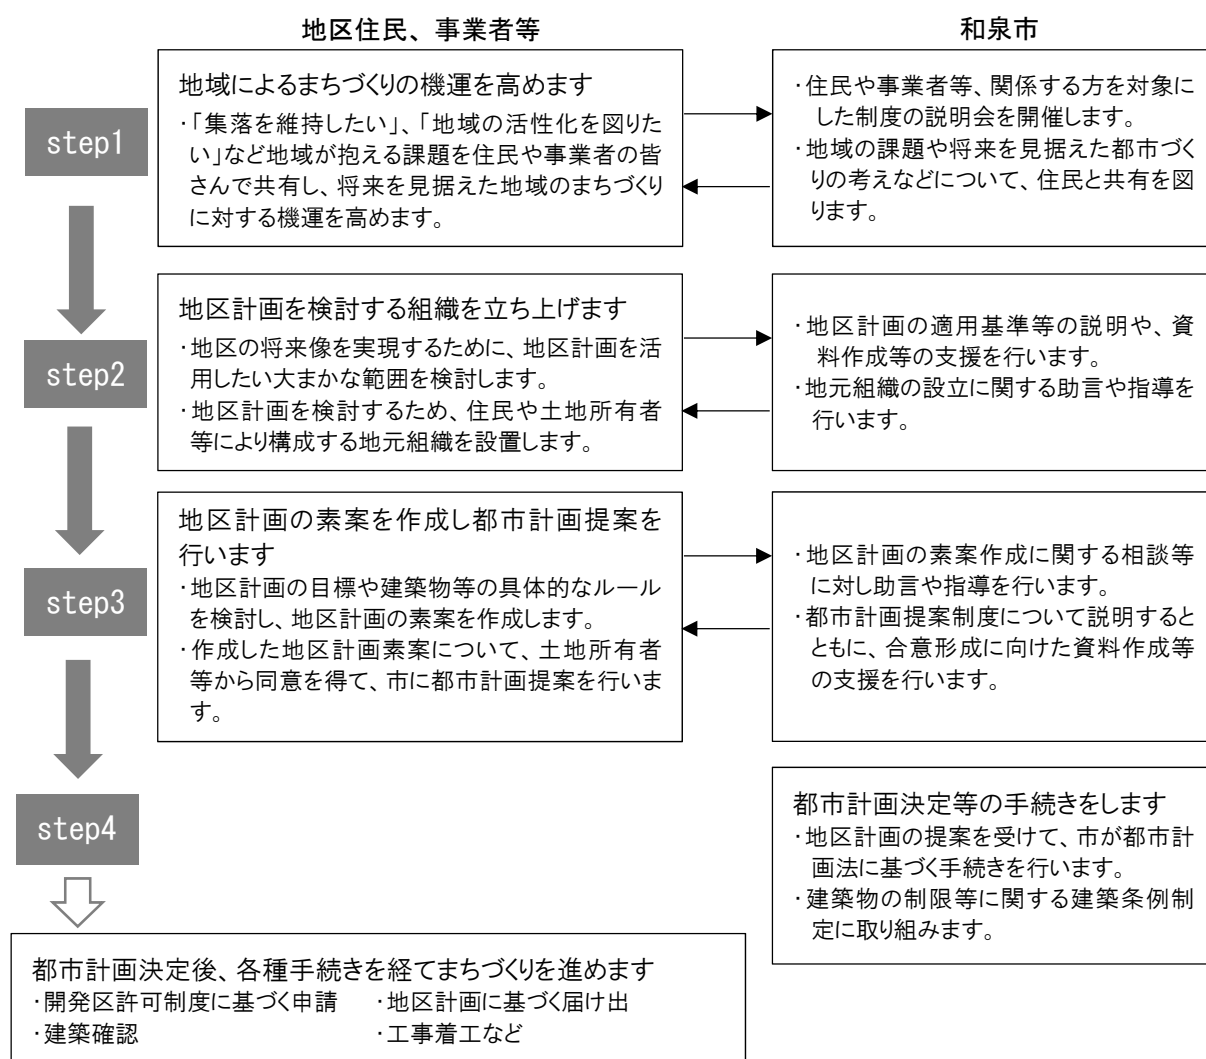 地区住民、事業者等
和泉市
step1
地域によるまちづくりの機運を高めます
・「集落を維持したい」、「地域の活性化を図りた
い」など地域が抱える課題を住民や事業者の皆
さんで共有し、将来を見据えた地域のまちづくり
に対する機運を高めます。
・住民や事業者等、関係する方を対象に
した制度の説明会を開催します。
・地域の課題や将来を見据えた都市づく
りの考えなどについて、住民と共有を図
ります。
step2
地区計画を検討する組織を立ち上げます
・地区の将来像を実現するために、地区計画を活
用したい大まかな範囲を検討します。
・地区計画を検討するため、住民や土地所有者
等により構成する地元組織を設置します。
・地区計画の適用基準等の説明や、資
料作成等の支援を行います。
・地元組織の設立に関する助言や指導を
行います。
step3
地区計画の素案を作成し都市計画提案を
行います
・地区計画の目標や建築物等の具体的なルール
を検討し、地区計画の素案を作成します。
・作成した地区計画素案について、土地所有者
等から同意を得て、市に都市計画提案を行いま
す。
・地区計画の素案作成に関する相談等
に対し助言や指導を行います。
・都市計画提案制度について説明すると
ともに、合意形成に向けた資料作成等
の支援を行います。
step4
都市計画決定等の手続きをします
・地区計画の提案を受けて、市が都市計
画法に基づく手続きを行います。
・建築物の制限等に関する建築条例制
定に取り組みます。
都市計画決定後、各種手続きを経てまちづくりを進めます
・開発区許可制度に基づく申請 ・地区計画に基づく届け出
・建築確認 ・工事着工など